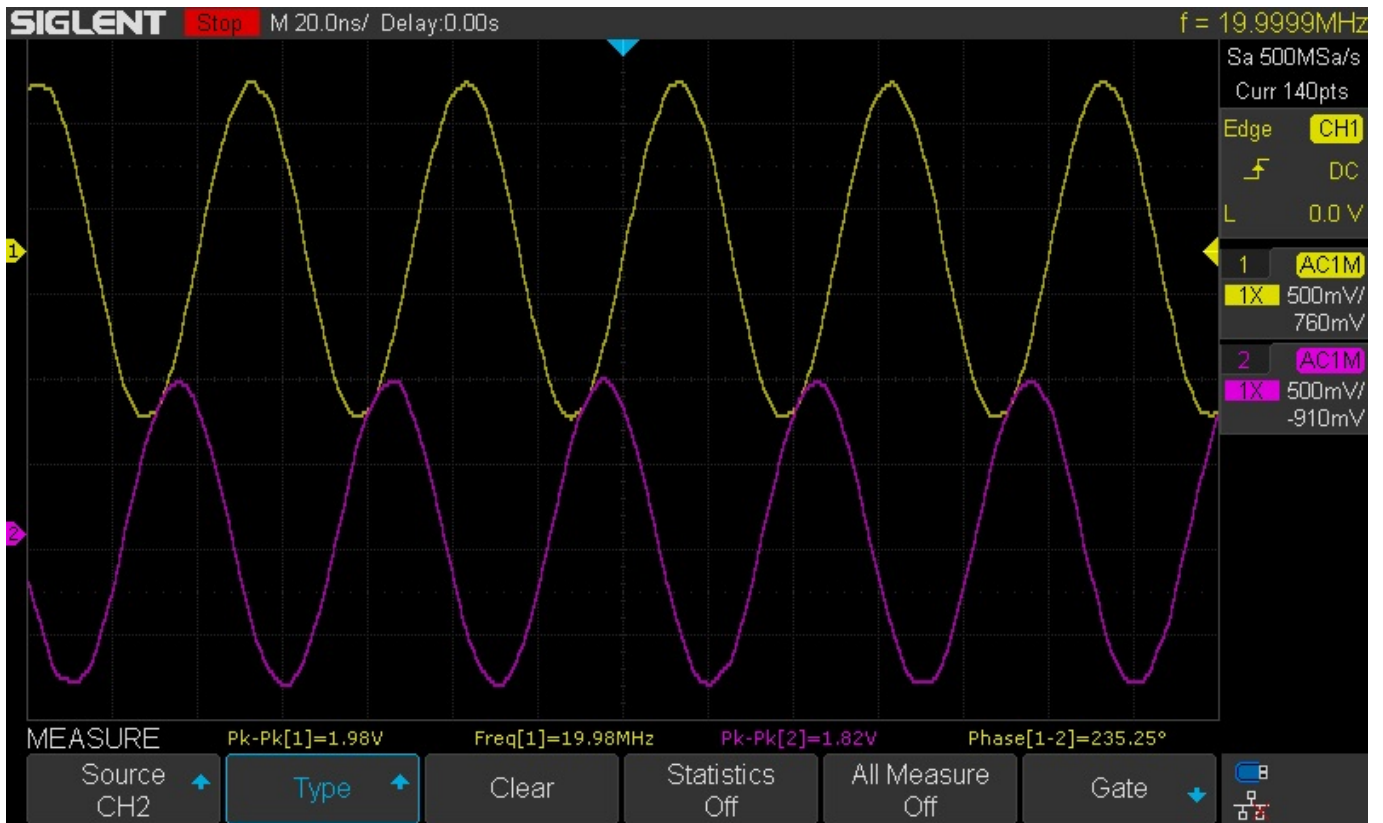 SIGLENT Stop M 20.0ns/ Delay:0.00s f = 19.9999MHz
Sa 500MSa/s
Curr 140pts
Edge CH1
DC
L 0.0 V
1
1 AC1M
1X 500mV/
760mV
2 AC1M
1X 500mV/
-910mV
2
MEASURE Pk-Pk[1]=1.98V Freq[1]=19.98MHz Pk-Pk[2]=1.82V Phase[1-2]=235.25°
Source Type Clear Statistics All Measure Gate
CH2 Off Off